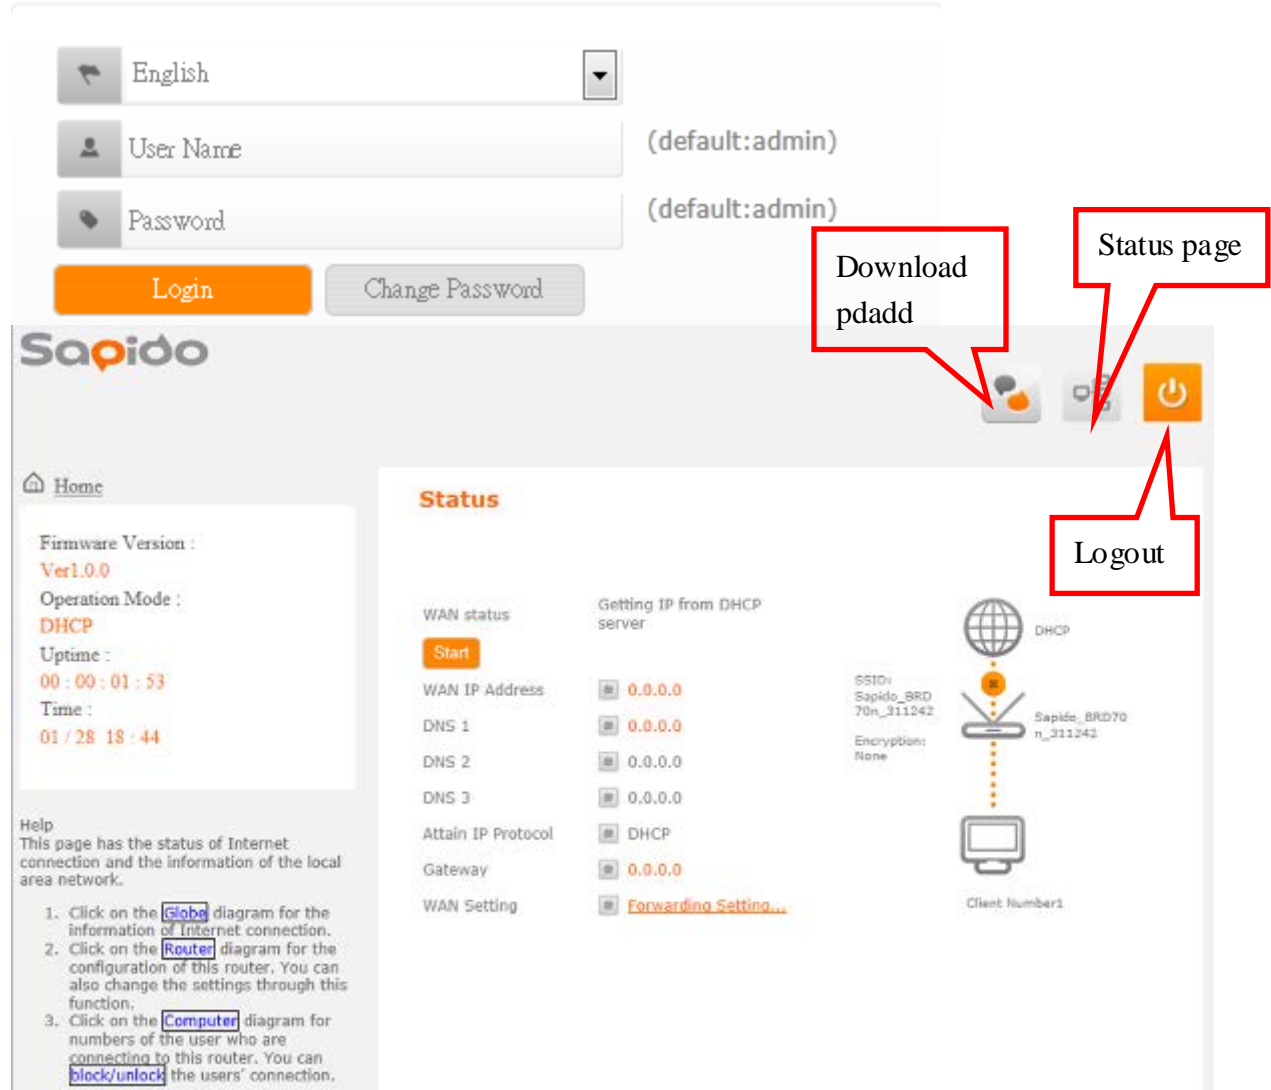 English
User Name
(default:admin)
Password
(default:admin)
Login
Change Password
Download
pdadd
Status page
Sapido
Logout
Home
Firmware Version :
Ver1.0.0
Operation Mode :
DHCP
Uptime :
00 : 00 : 01 : 53
Time :
01 / 28 18 : 44
Help
This page has the status of Internet
connection and the information of the local
area network.
1. Click on the Globe diagram for the
information of Internet connection.
2. Click on the Router diagram for the
configuration of this router. You can
also change the settings through this
function.
3. Click on the Computer diagram for
numbers of the user who are
connecting to this router. You can
block/unlock the users' connection.
Status
WAN status
Getting IP from DHCP
server
Start
WAN IP Address 0.0.0.0
DNS 1 0.0.0.0
DNS 2 0.0.0.0
DNS 3 0.0.0.0
Attain IP Protocol DHCP
Gateway 0.0.0.0
WAN Setting Forwarding Setting...
DHCP
SSID:
Sapido_BRD
70n_311242
Encryption:
None
Sapido_BRD70
n_311242
Client Number1